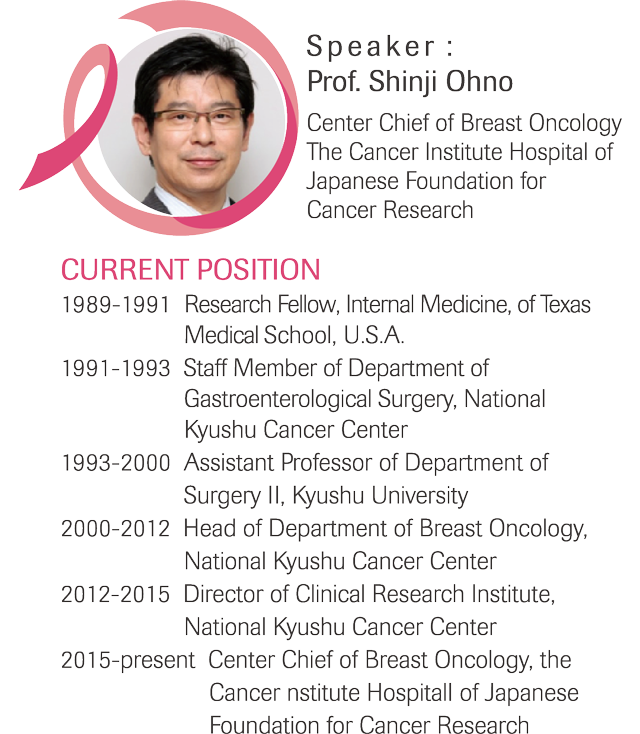 Speaker :
Prof. Shinji Ohno
Center Chief of Breast Oncology
The Cancer Institute Hospital of
Japanese Foundation for
Cancer Research
CURRENT POSITION
1989-1991 Research Fellow, Internal Medicine, of Texas
Medical School, U.S.A.
1991-1993 Staff Member of Department of
Gastroenterological Surgery, National
Kyushu Cancer Center
1993-2000 Assistant Professor of Department of
Surgery II, Kyushu University
2000-2012 Head of Department of Breast Oncology,
National Kyushu Cancer Center
2012-2015 Director of Clinical Research Institute,
National Kyushu Cancer Center
2015-present Center Chief of Breast Oncology, the
Cancer nstitute Hospitall of Japanese
Foundation for Cancer Research